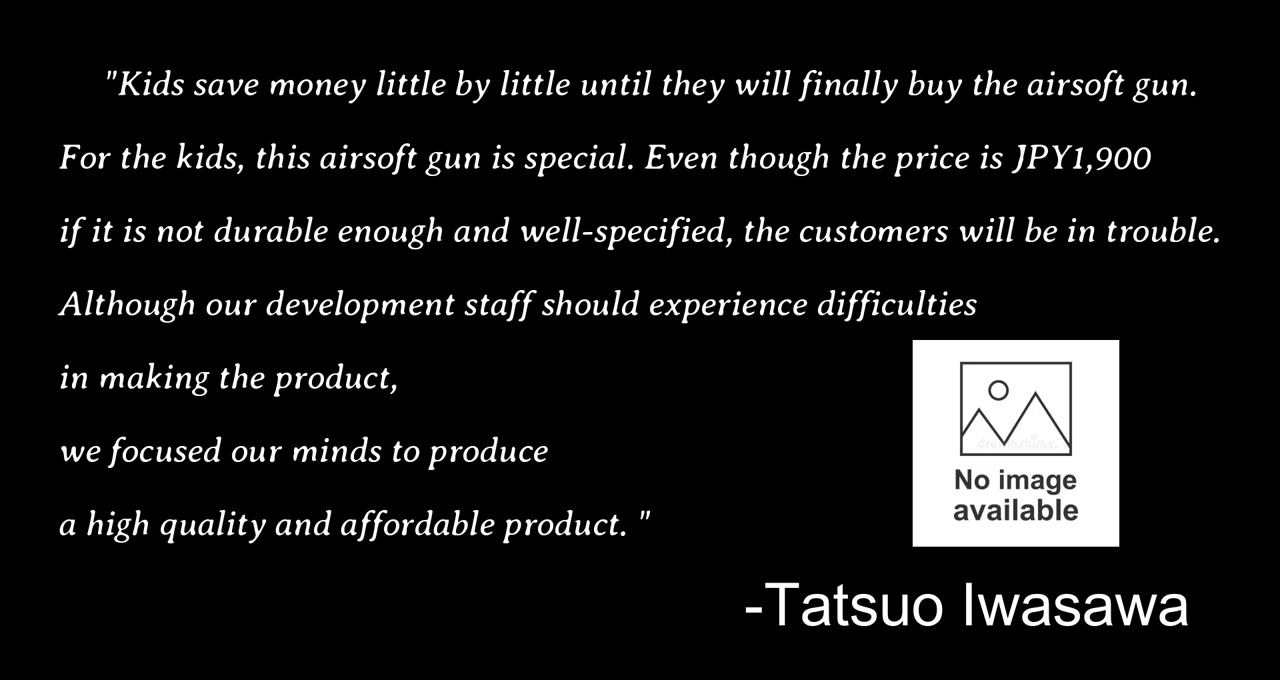 "Kids save money little by little until they will finally buy the airsoft gun.
For the kids, this airsoft gun is special. Even though the price is JPY1,900
if it is not durable enough and well-specified, the customers will be in trouble.
Although our development staff should experience difficulties
in making the product,
we focused our minds to produce
a high quality and affordable product. "
No image
available
-Tatsuo Iwasawa